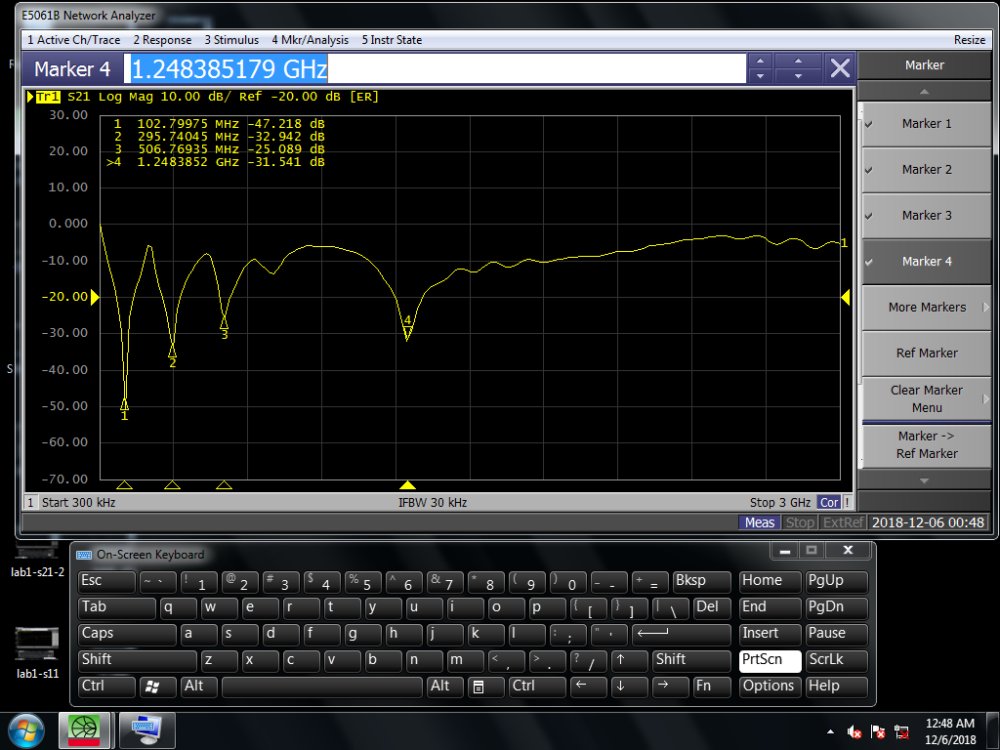 E5061B Network Analyzer
1 Active Ch/Trace 2 Response 3 Stimulus 4 Mkr/Analysis 5 Instr State Resize
Marker 4 1.248385179 GHz
Marker
Tr1 S21 Log Mag 10.00 dB/ Ref -20.00 dB [ER]
1 102.79975 MHz -47.218 dB
2 295.74045 MHz -32.942 dB
3 506.76935 MHz -25.089 dB
>4 1.2483852 GHz -31.541 dB
30.00
20.00
10.00
0.000
-10.00
-20.00
-30.00
-40.00
-50.00
-60.00
-70.00
1
2
3
4
1
Marker 1
Marker 2
Marker 3
Marker 4
More Markers
Ref Marker
Clear Marker
Menu
Marker ->
Ref Marker
1 Start 300 kHz IFBW 30 kHz Stop 3 GHz Cor !
Meas Stop ExtRef 2018-12-06 00:48
On-Screen Keyboard
Esc ~ ` ! 1 @ 2 # 3 $ 4 % 5 ^ 6 & 7 * 8 ( 9 ) 0 _ - + = Bksp Home PgUp
Tab q w e r t y u i o p { [ } ] | \ Del End PgDn
Caps a s d f g h j k l : ; " ' Insert Pause
Shift z x c v b n m < , > . ? / ↑ Shift PrtScn ScrLk
Ctrl Alt Alt Ctrl ← ↓ → Fn Options Help
lab1-s21-2
lab1-s11
12:48 AM
12/6/2018